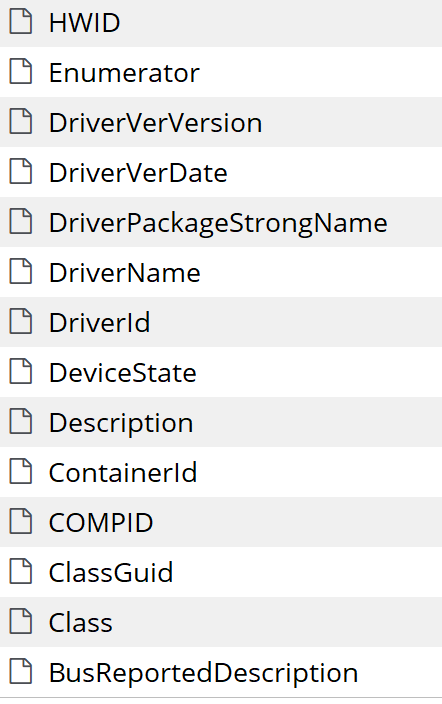 HWID
Enumerator
DriverVerVersion
DriverVerDate
DriverPackageStrongName
DriverName
DriverId
DeviceState
Description
ContainerId
COMPID
ClassGuid
Class
BusReportedDescription